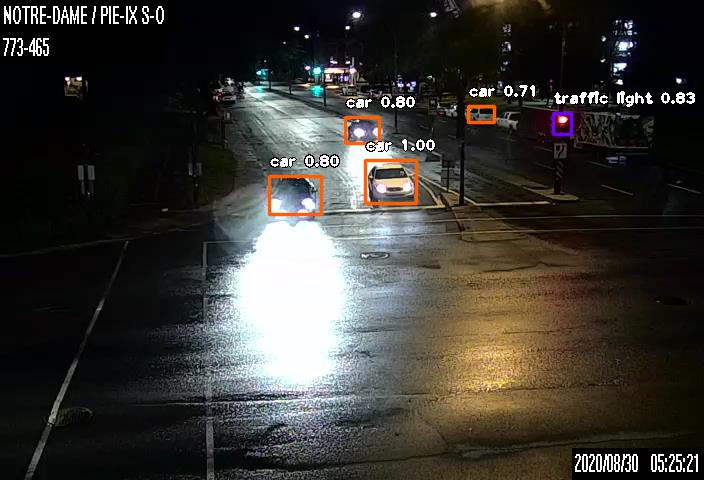 NOTRE-DAME / PIE-IX S-O
773-465
car 0.71
traffic light 0.83
car 0.80
car 1.00
car 0.80
2020/08/30 05:25:21